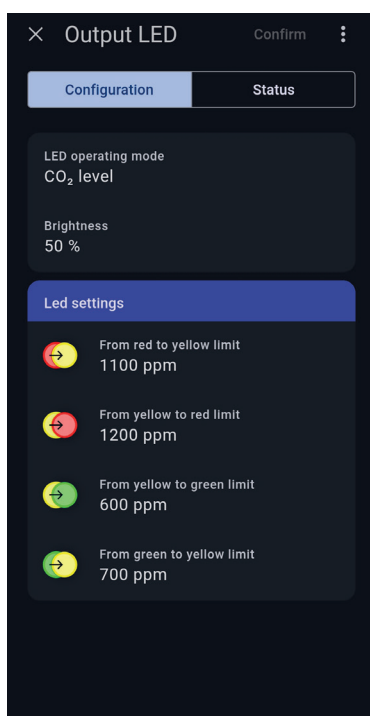 Output LED
Confirm
Configuration
Status
LED operating mode
CO₂ level
Brightness
50 %
Led settings
From red to yellow limit
1100 ppm
From yellow to red limit
1200 ppm
From yellow to green limit
600 ppm
From green to yellow limit
700 ppm